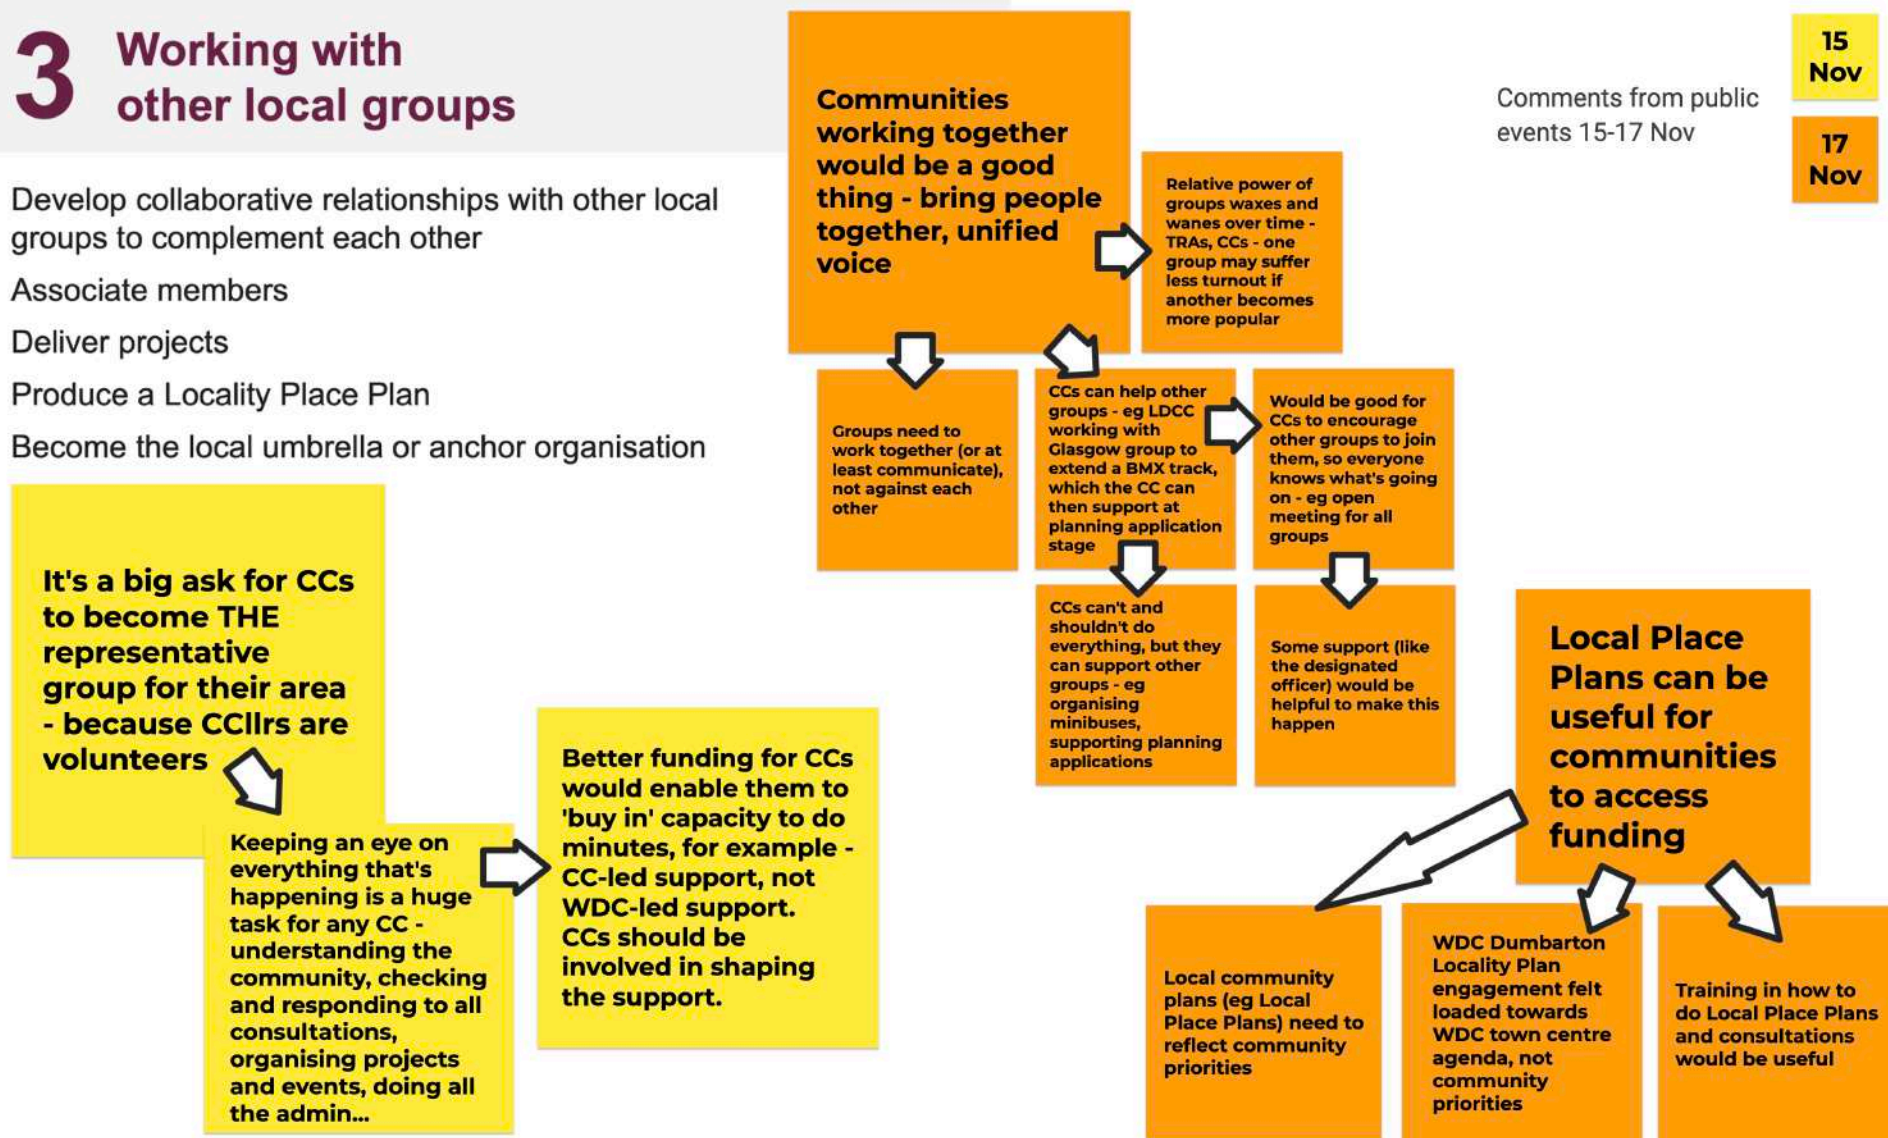 3 Working with
other local groups
Develop collaborative relationships with other local
groups to complement each other
Associate members
Deliver projects
Produce a Locality Place Plan
Become the local umbrella or anchor organisation
Comments from public
events 15-17 Nov
15
Nov
17
Nov
Communities
working together
would be a good
thing - bring people
together, unified
voice
Relative power of
groups waxes and
wanes over time -
TRAs, CCs - one
group may suffer
less turnout if
another becomes
more popular
Groups need to
work together (or at
least communicate),
not against each
other
CCs can help other
groups - eg LDCC
working with
Glasgow group to
extend a BMX track,
which the CC can
then support at
planning application
stage
Would be good for
CCs to encourage
other groups to join
them, so everyone
knows what's going
on - eg open
meeting for all
groups
CCs can't and
shouldn't do
everything, but they
can support other
groups - eg
organising
minibuses,
supporting planning
applications
Some support (like
the designated
officer) would be
helpful to make this
happen
It's a big ask for CCs
to become THE
representative
group for their area
- because CCllrs are
volunteers
Keeping an eye on
everything that's
happening is a huge
task for any CC -
understanding the
community, checking
and responding to all
consultations,
organising projects
and events, doing all
the admin...
Better funding for CCs
would enable them to
'buy in' capacity to do
minutes, for example -
CC-led support, not
WDC-led support.
CCs should be
involved in shaping
the support.
Local Place
Plans can be
useful for
communities
to access
funding
Local community
plans (eg Local
Place Plans) need to
reflect community
priorities
WDC Dumbarton
Locality Plan
engagement felt
loaded towards
WDC town centre
agenda, not
community
priorities
Training in how to
do Local Place Plans
and consultations
would be useful